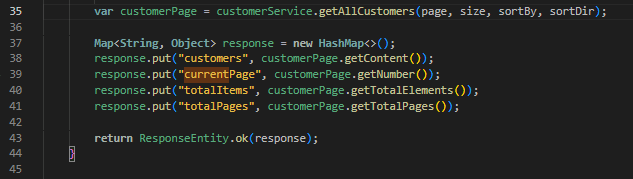 35 var customerPage = customerService.getAllCustomers(page, size, sortBy, sortDir);
36
37 Map<String, Object> response = new HashMap<>();
38 response.put("customers", customerPage.getContent());
39 response.put("currentPage", customerPage.getNumber());
40 response.put("totalItems", customerPage.getTotalElements());
41 response.put("totalPages", customerPage.getTotalPages());
42
43 return ResponseEntity.ok(response);
44 }
45